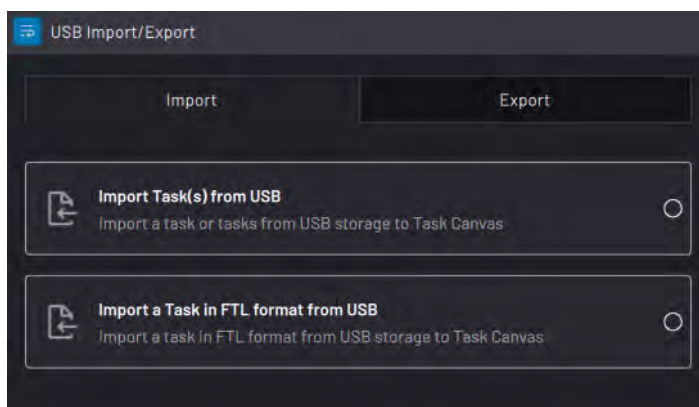 USB Import/Export
Import
Export
Import Task(s) from USB
Import a task or tasks from USB storage to Task Canvas
Import a Task in FTL format from USB
Import a task in FTL format from USB storage to Task Canvas